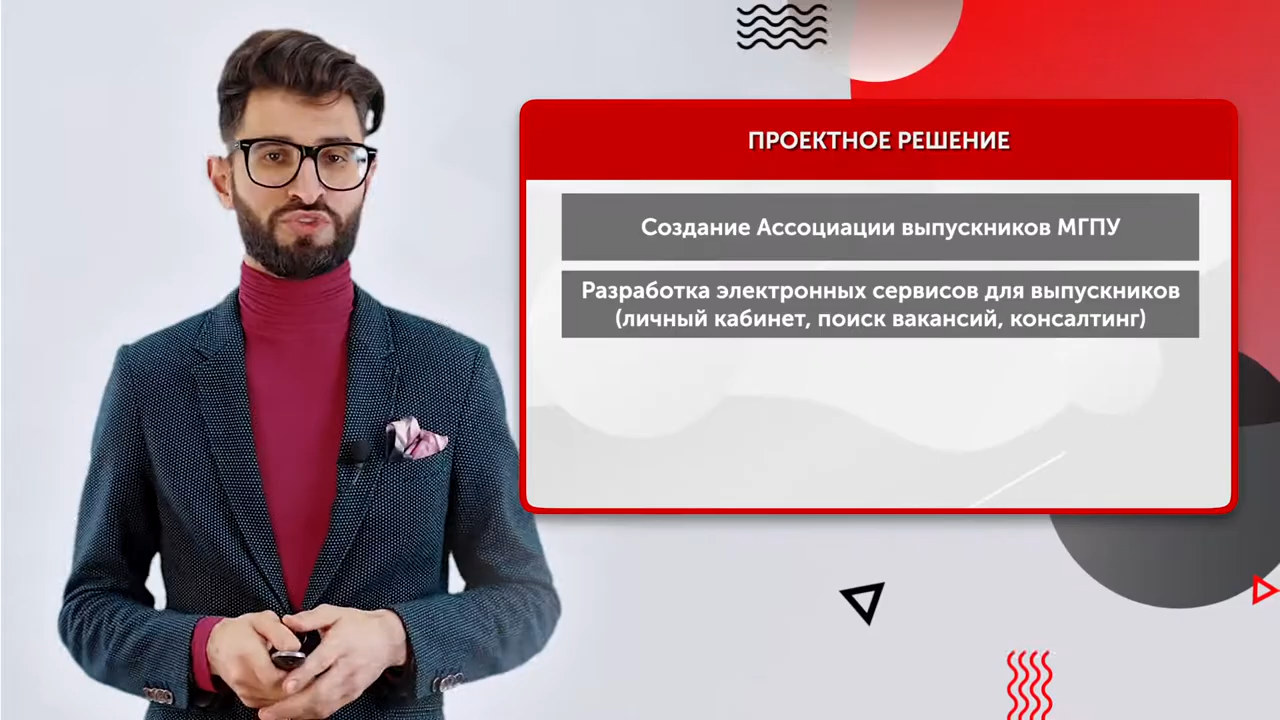 ПРОЕКТНОЕ РЕШЕНИЕ
Создание Ассоциации выпускников МГПУ
Разработка электронных сервисов для выпускников
(личный кабинет, поиск вакансий, консалтинг)